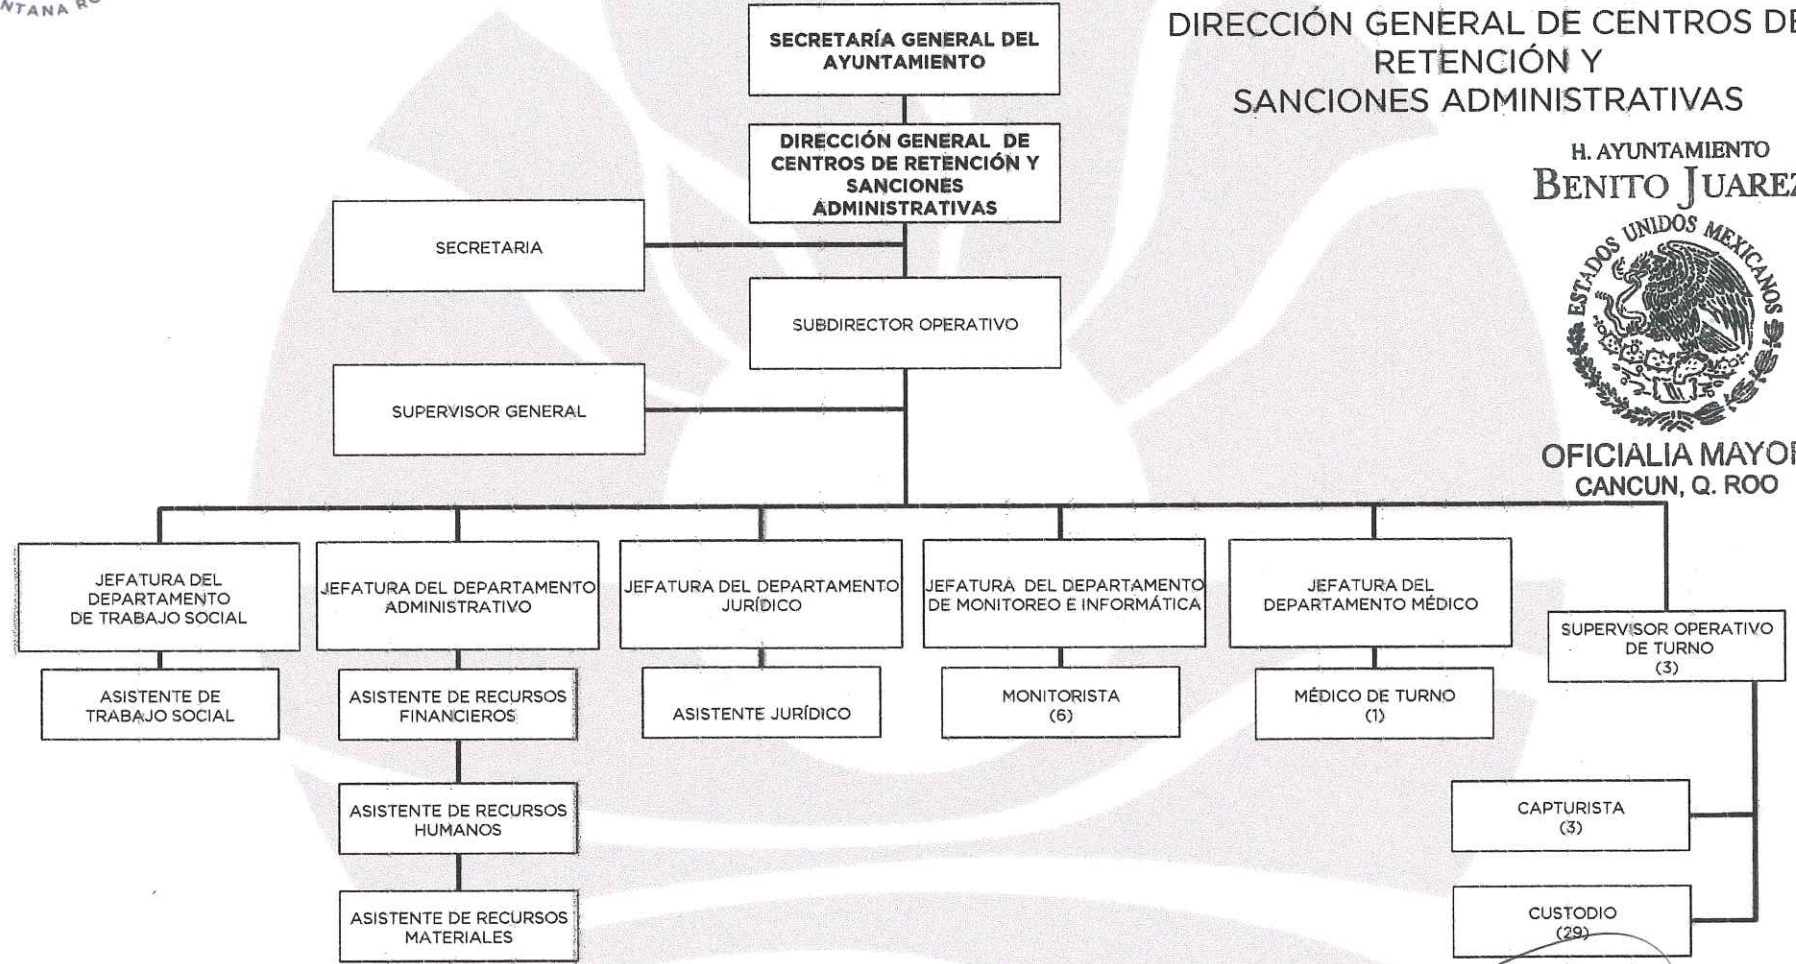 SECRETARÍA GENERAL DEL
AYUNTAMIENTO
DIRECCIÓN GENERAL DE CENTROS DE
RETENCIÓN Y
SANCIONES ADMINISTRATIVAS
DIRECCIÓN GENERAL DE
CENTROS DE RETENCIÓN Y
SANCIONES
ADMINISTRATIVAS
H. AYUNTAMIENTO
BENITO JUAREZ
ESTADOS UNIDOS MEXICANOS
OFICIALIA MAYOR
CANCUN, Q. ROO
SECRETARIA
SUBDIRECTOR OPERATIVO
SUPERVISOR GENERAL
JEFATURA DEL
DEPARTAMENTO
DE TRABAJO SOCIAL
JEFATURA DEL DEPARTAMENTO
ADMINISTRATIVO
JEFATURA DEL DEPARTAMENTO
JURÍDICO
JEFATURA DEL DEPARTAMENTO
DE MONITOREO E INFORMÁTICA
JEFATURA DEL
DEPARTAMENTO MÉDICO
SUPERVISOR OPERATIVO
DE TURNO
(3)
ASISTENTE DE
TRABAJO SOCIAL
ASISTENTE DE RECURSOS
FINANCIEROS
ASISTENTE JURÍDICO
MONITORISTA
(6)
MÉDICO DE TURNO
(1)
ASISTENTE DE RECURSOS
HUMANOS
CAPTURISTA
(3)
ASISTENTE DE RECURSOS
MATERIALES
CUSTODIO
(29)